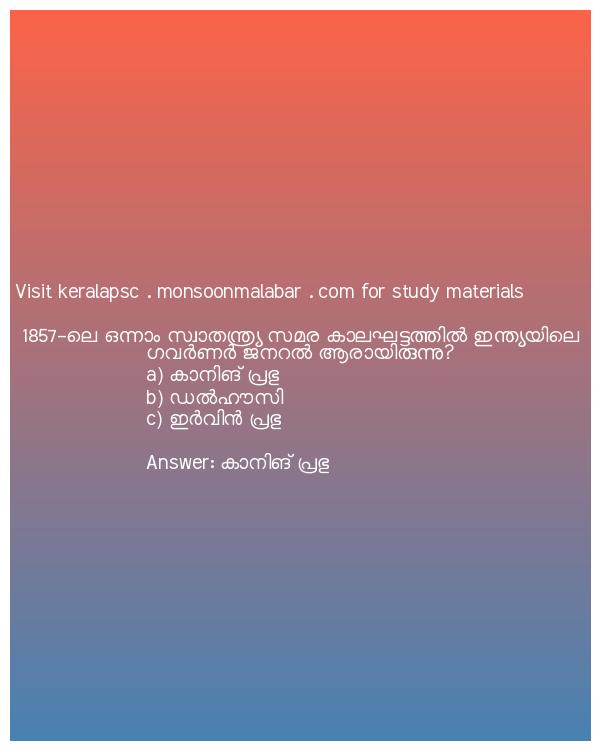 Visit keralapsc . monsoonmalabar . com for study materials
1857-ലെ ഒന്നാം സ്വാതന്ത്ര്യ സമര കാലഘട്ടത്തിൽ ഇന്ത്യയിലെ
ഗവർണർ ജനറൽ ആരായിരുന്നു?
a) കാനിങ് പ്രഭു
b) ഡൽഹൗസി
c) ഇർവിൻ പ്രഭു
Answer: കാനിങ് പ്രഭു